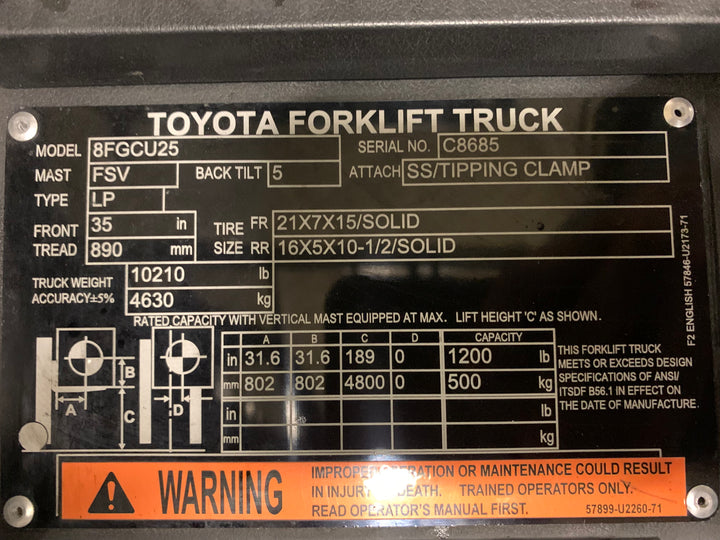 TOYOTA FORKLIFT TRUCK
MODEL 8FGCU25 SERIAL NO. C8685
MAST FSV BACK TILT 5 ATTACH SS/TIPPING CLAMP
TYPE LP
FRONT TREAD 35 in 890 mm
TIRE SIZE FR 21X7X15/SOLID
RR 16X5X10-1/2/SOLID
TRUCK WEIGHT 10210 lb
ACCURACY±5% 4630 kg
RATED CAPACITY WITH VERTICAL MAST EQUIPPED AT MAX. LIFT HEIGHT 'C' AS SHOWN.
A B C D CAPACITY
in 31.6 31.6 189 0 1200 lb
mm 802 802 4800 0 500 kg
in lb
mm kg
A B C D
THIS FORKLIFT TRUCK
MEETS OR EXCEEDS DESIGN
SPECIFICATIONS OF ANSI/
ITSDF B56.1 IN EFFECT ON
THE DATE OF MANUFACTURE.
F2 ENGLISH 57846-U2173-71
WARNING
IMPROPER OPERATION OR MAINTENANCE COULD RESULT
IN INJURY DEATH. TRAINED OPERATORS ONLY.
READ OPERATOR'S MANUAL FIRST. 57899-U2260-71